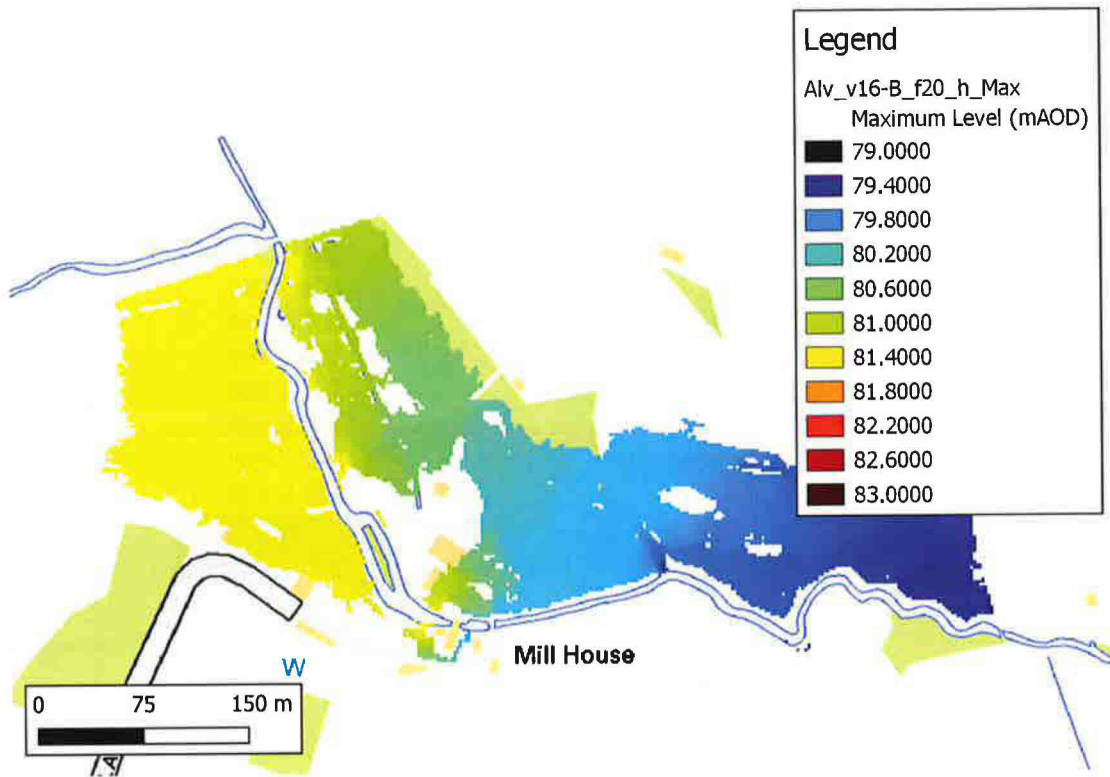 Legend
Alv_v16-B_f20_h_Max
Maximum Level (mAOD)
79.0000
79.4000
79.8000
80.2000
80.6000
81.0000
81.4000
81.8000
82.2000
82.6000
83.0000
Mill House
W
0 75 150 m